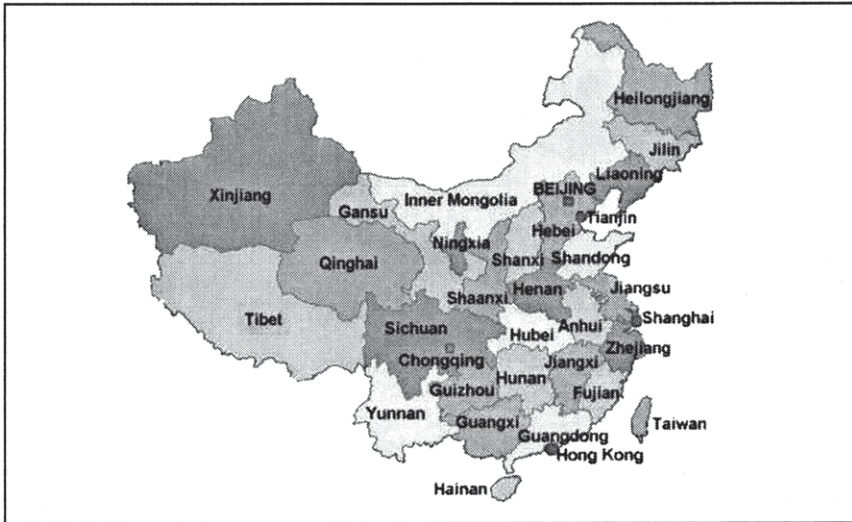 Heilongjiang
Jilin
Liaoning
BEIJING
Xinjiang
Inner Mongolia
Gansu
Tianjin
Hebei
Ningxia
Shanxi
Shandong
Qinghai
Henan
Jiangsu
Shaanxi
Tibet
Shanghai
Sichuan
Anhui
Hubei
Zhejiang
Chongqing
Jiangxi
Hunan
Guizhou
Fujian
Yunnan
Guangxi
Taiwan
Guangdong
Hong Kong
Hainan